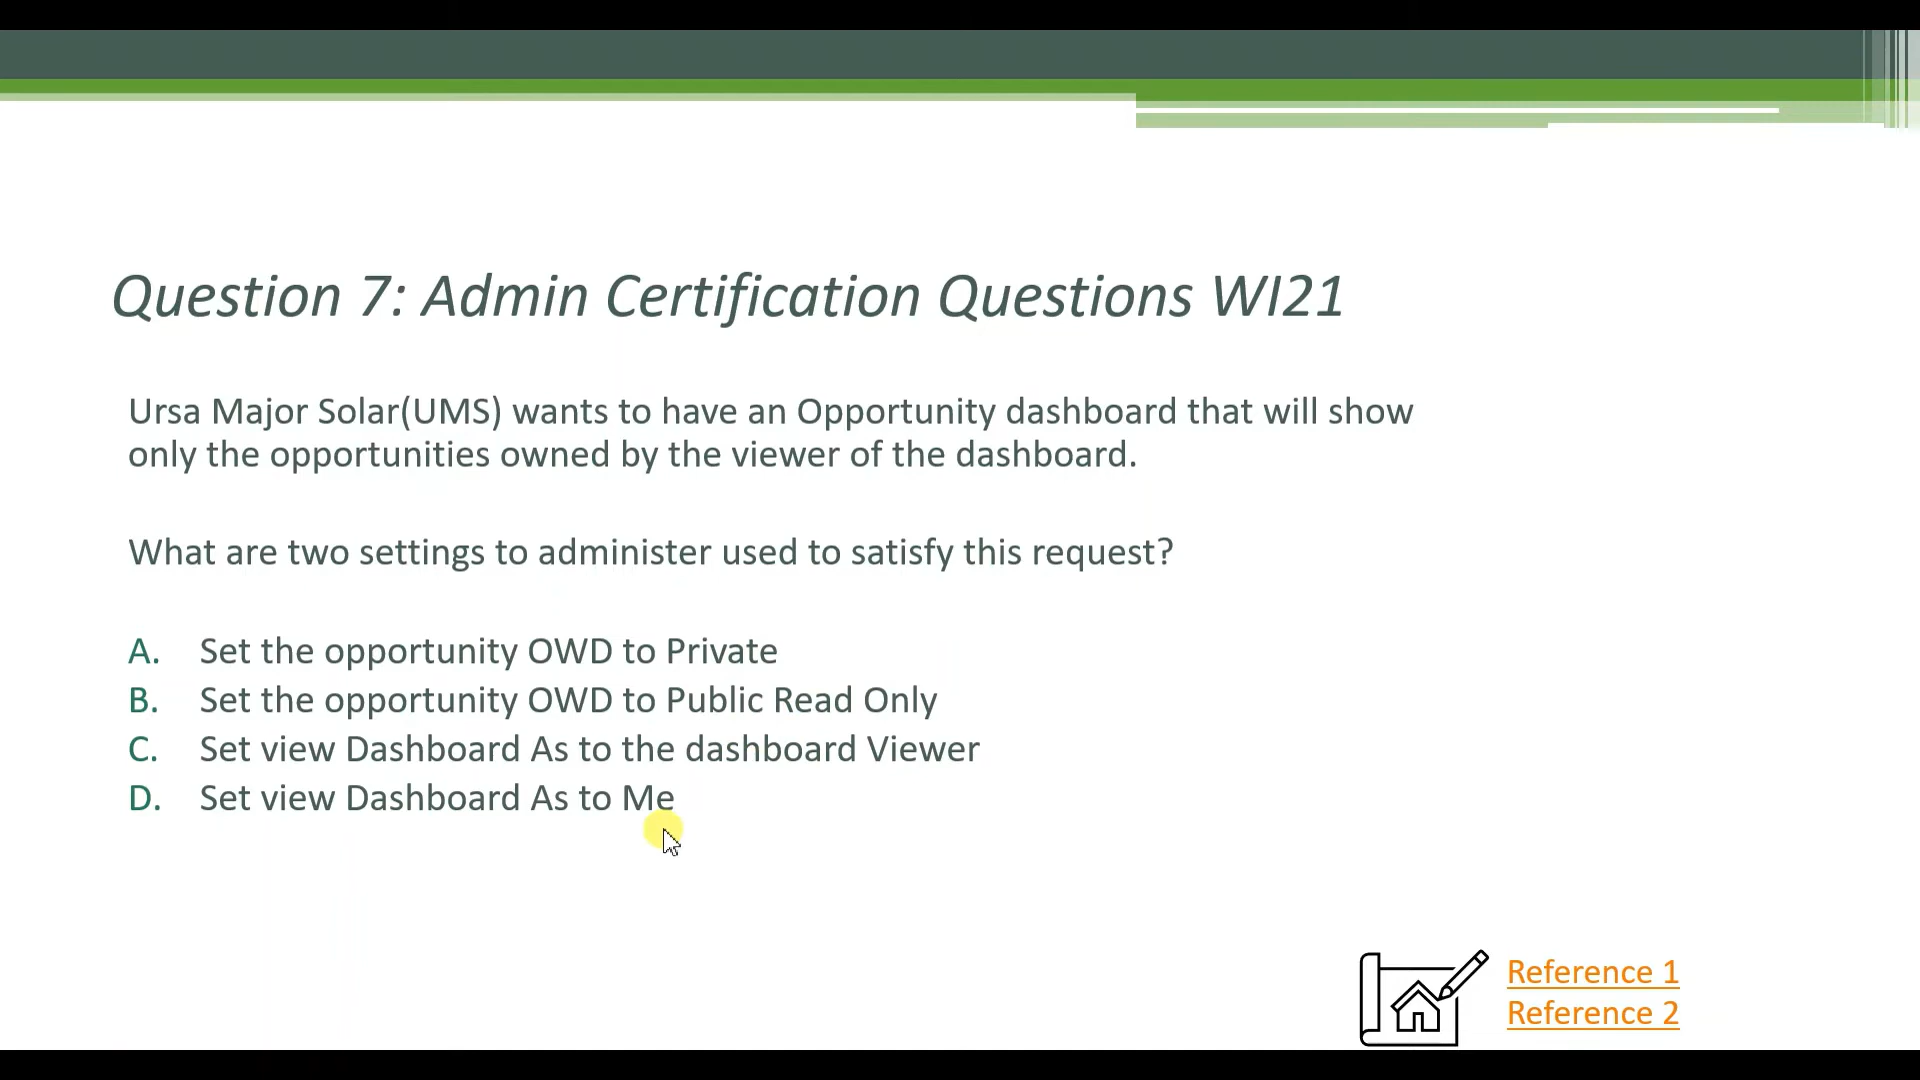 Question 7: Admin Certification Questions WI21
Ursa Major Solar(UMS) wants to have an Opportunity dashboard that will show
only the opportunities owned by the viewer of the dashboard.
What are two settings to administer used to satisfy this request?
A. Set the opportunity OWD to Private
B. Set the opportunity OWD to Public Read Only
C. Set view Dashboard As to the dashboard Viewer
D. Set view Dashboard As to Me
Reference 1
Reference 2